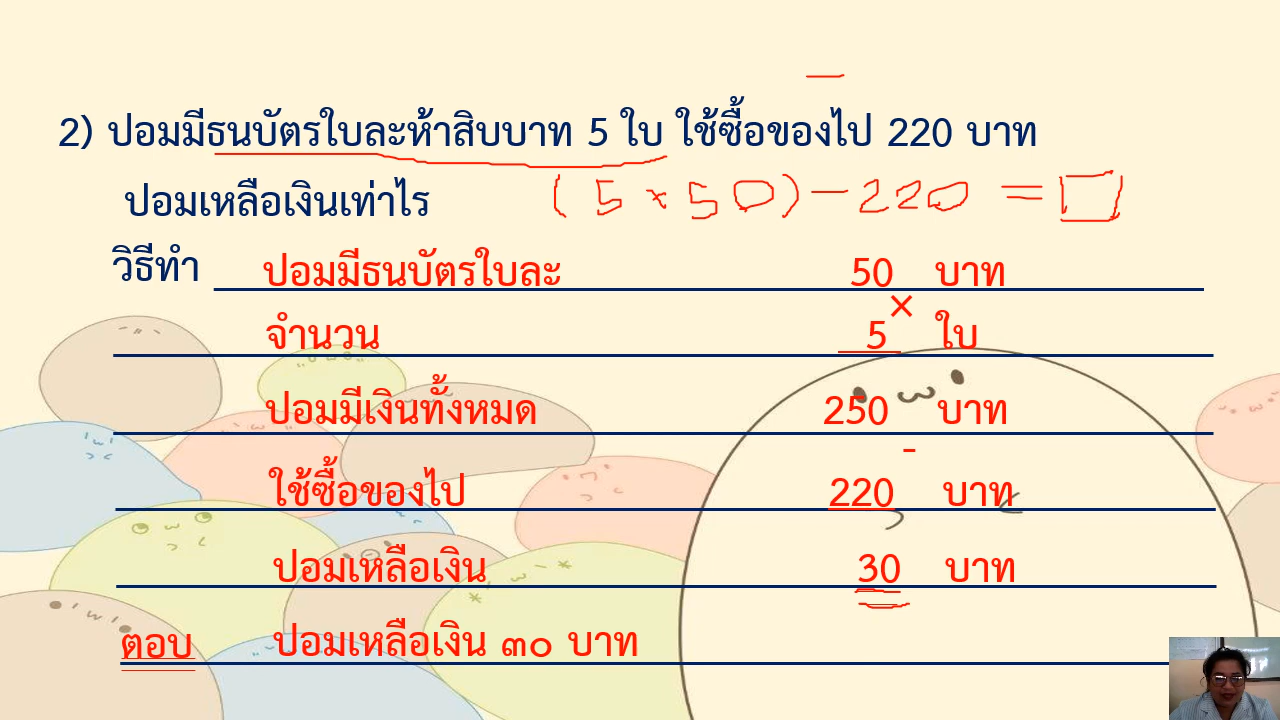 2) ปอมมีธนบัตรใบละห้าสิบบาท 5 ใบ ใช้ซื้อของไป 220 บาท
ปอมเหลือเงินเท่าไร (5 × 50) - 220 = □
วิธีทำ ปอมมีธนบัตรใบละ 50 บาท
×
จำนวน 5 ใบ
ปอมมีเงินทั้งหมด 250 บาท
-
ใช้ซื้อของไป 220 บาท
ปอมเหลือเงิน 30 บาท
ตอบ ปอมเหลือเงิน ๓๐ บาท